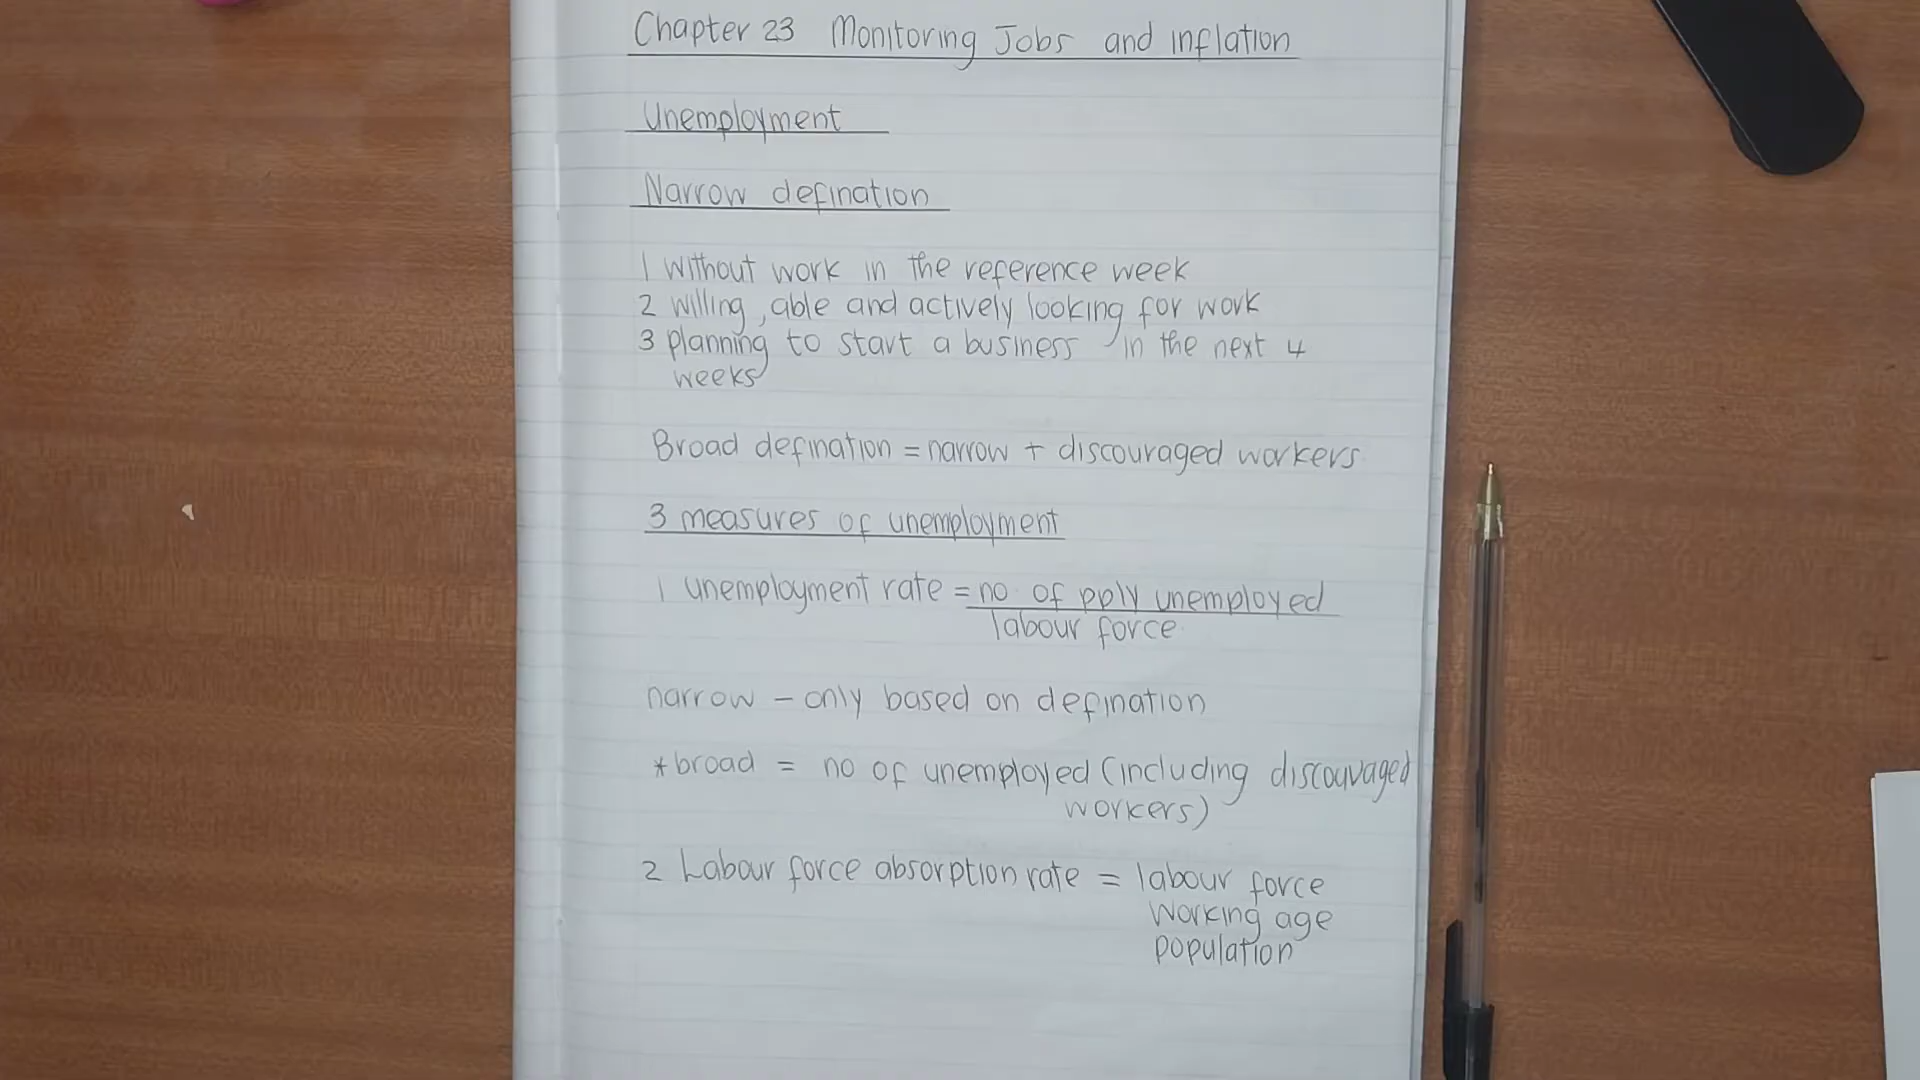 Chapter 23 Monitoring Jobs and inflation
Unemployment
Narrow defination
1 without work in the reference week
2 willing, able and actively looking for work
3 planning to start a business in the next 4
weeks
Broad defination = narrow + discouraged workers
3 measures of unemployment
1 unemployment rate = no of pply unemployed
labour force
narrow - only based on defination
*broad = no of unemployed (including discouraged
workers)
2 Labour force absorption rate = labour force
working age
population